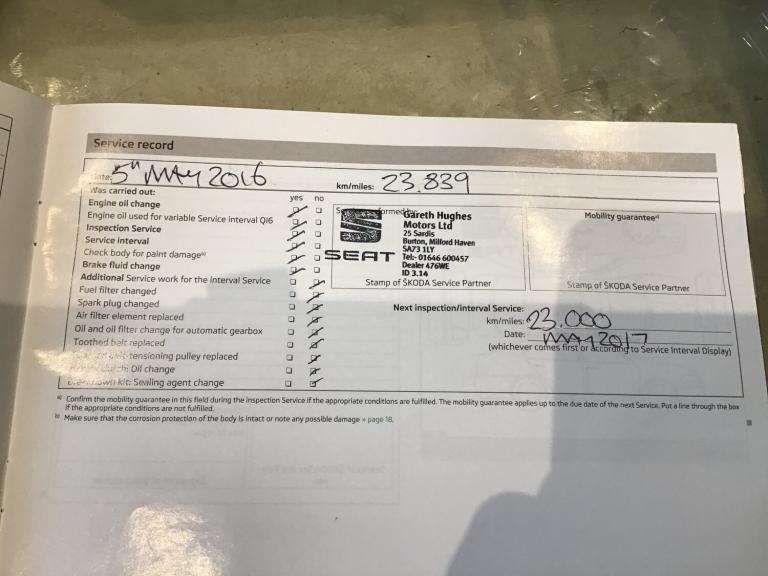 Service record
Date: 5th MAY 2016 km/miles: 23.839
Was carried out: yes no
Engine oil change
Engine oil used for variable Service interval QI6
Inspection Service
Service interval
Check body for paint damage b)
Brake fluid change
Additional Service work for the Interval Service
Fuel filter changed
Spark plug changed
Air filter element replaced
Oil and oil filter change for automatic gearbox
Toothed belt replaced
tensioning pulley replaced
Oil change
Sealing agent change
SEAT
Gareth Hughes
Motors Ltd
25 Sardis
Burton, Milford Haven
SA73 1LY
Tel:- 01646 600457
Dealer 476WE
ID 3.14
Stamp of ŠKODA Service Partner
Mobility guarantee a)
Stamp of ŠKODA Service Partner
Next inspection/interval Service:
km/miles: 23.000
Date: MAY 2017
(whichever comes first or according to Service Interval Display)
a) Confirm the mobility guarantee in this field during the Inspection Service if the appropriate conditions are fulfilled. The mobility guarantee applies up to the due date of the next Service. Put a line through the box
if the appropriate conditions are not fulfilled.
b) Make sure that the corrosion protection of the body is intact or note any possible damage » page 18.